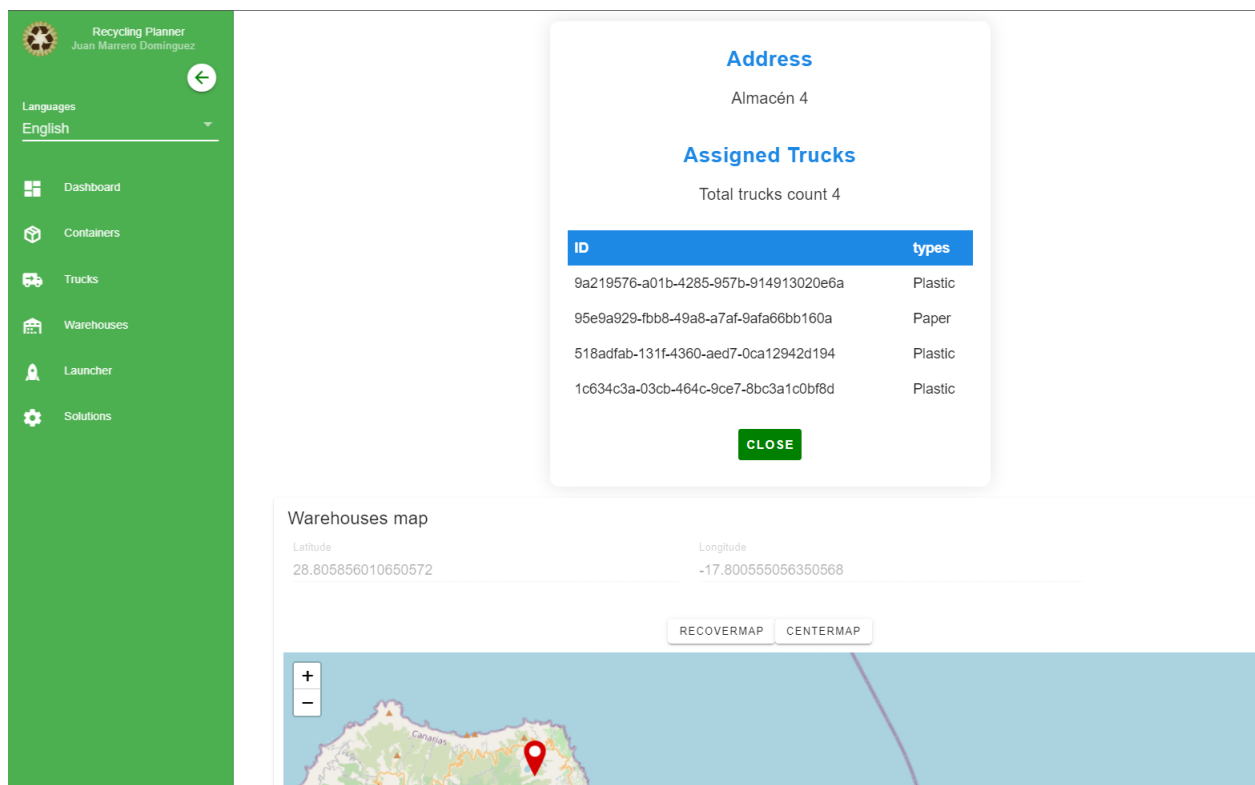 Recycling Planner
Juan Marrero Domínguez
Languages
English
Dashboard
Containers
Trucks
Warehouses
Launcher
Solutions
Address
Almacén 4
Assigned Trucks
Total trucks count 4
ID types
9a219576-a01b-4285-957b-914913020e6a Plastic
95e9a929-fbb8-49a8-a7af-9afa66bb160a Paper
518adfab-131f-4360-aed7-0ca12942d194 Plastic
1c634c3a-03cb-464c-9ce7-8bc3a1c0bf8d Plastic
CLOSE
Warehouses map
Latitude Longitude
28.805856010650572 -17.800555056350568
RECOVERMAP CENTERMAP
+
−
Canarias